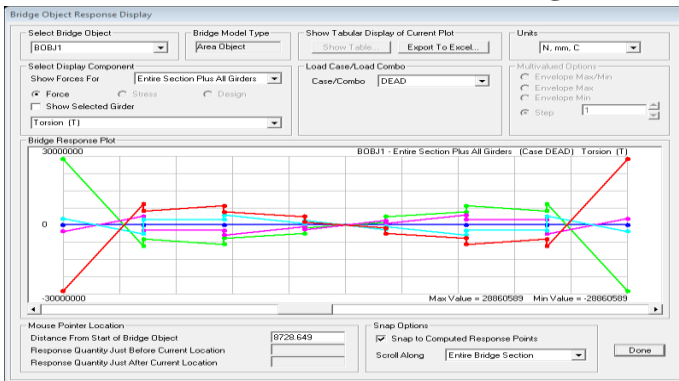 Bridge Object Response Display
Select Bridge Object
BOBJ1
Bridge Model Type
Area Object
Show Tabular Display of Current Plot
Show Table...
Export To Excel...
Units
N, mm, C
Select Display Component
Show Forces For
Entire Section Plus All Girders
Force
Stress
Design
Show Selected Girder
Torsion (T)
Load Case/Load Combo
Case/Combo
DEAD
Multivalued Options
Envelope Max/Min
Envelope Max
Envelope Min
Step
1
Bridge Response Plot
30000000
BOBJ1 - Entire Section Plus All Girders (Case DEAD) Torsion (T)
0
-30000000
Max Value = 28860589 Min Value = -28860589
Mouse Pointer Location
Distance From Start of Bridge Object
8728.649
Response Quantity Just Before Current Location
Response Quantity Just After Current Location
Snap Options
Snap to Computed Response Points
Scroll Along
Entire Bridge Section
Done